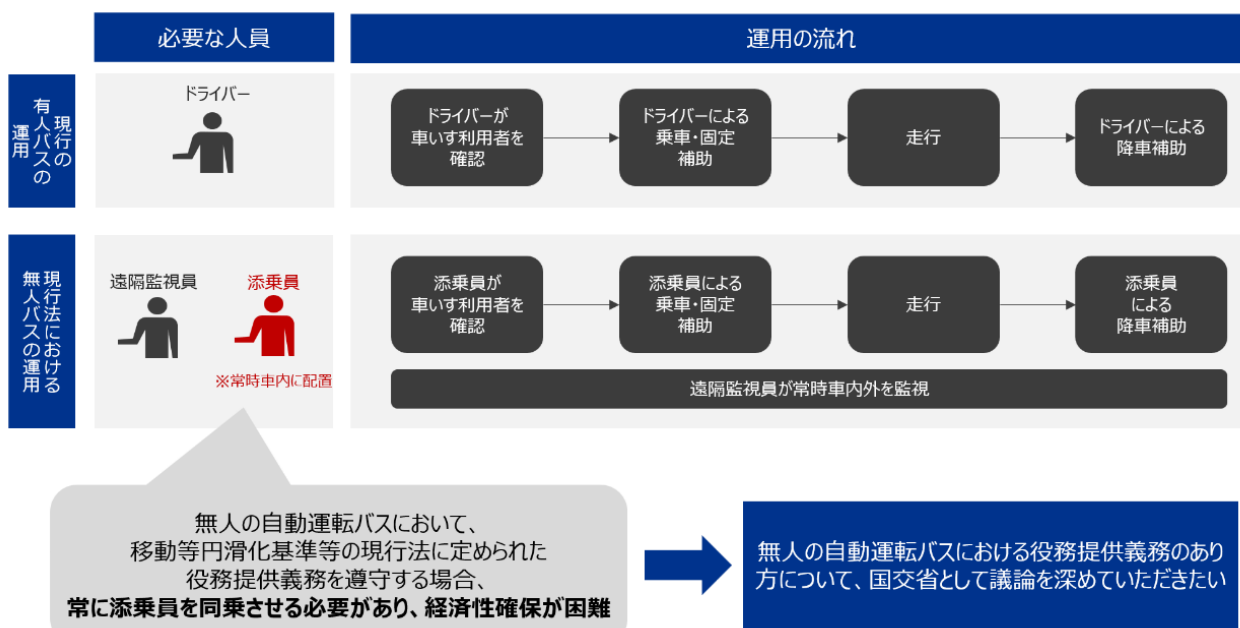 必要な人員
運用の流れ
現行の
有人バスの
運用
ドライバー
ドライバーが
車いす利用者を
確認
ドライバーによる
乗車・固定
補助
走行
ドライバーによる
降車補助
現行法における
無人バスの運用
遠隔監視員
添乗員
※常時車内に配置
添乗員が
車いす利用者を
確認
添乗員による
乗車・固定
補助
走行
添乗員
による
降車補助
遠隔監視員が常時車内外を監視
無人の自動運転バスにおいて、
移動等円滑化基準等の現行法に定められた
役務提供義務を遵守する場合、
常に添乗員を同乗させる必要があり、経済性確保が困難
無人の自動運転バスにおける役務提供義務のあり
方について、国交省として議論を深めていただきたい